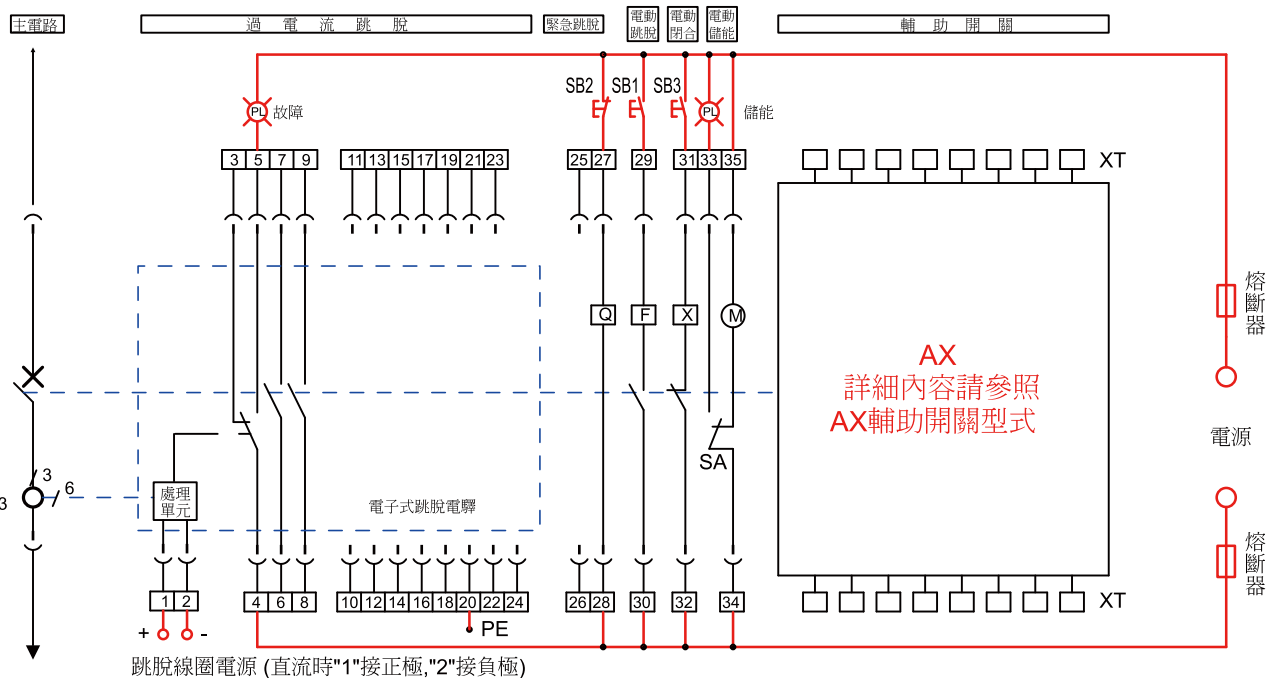 主電路
過電流跳脫
緊急跳脫
電動
跳脫
電動
閉合
電動
儲能
輔助開關
SB2
SB1
SB3
PL
故障
PL
儲能
3 5 7 9
11 13 15 17 19 21 23
25 27
29
31 33 35
XT
Q
F
X
M
熔斷器
AX
詳細內容請參照
AX輔助開關型式
電源
SA
3
6
3
處理
單元
電子式跳脫電驛
熔斷器
1 2
4 6 8
10 12 14 16 18 20 22 24
26 28
30
32
34
XT
+
-
PE
跳脫線圈電源 (直流時"1"接正極,"2"接負極)